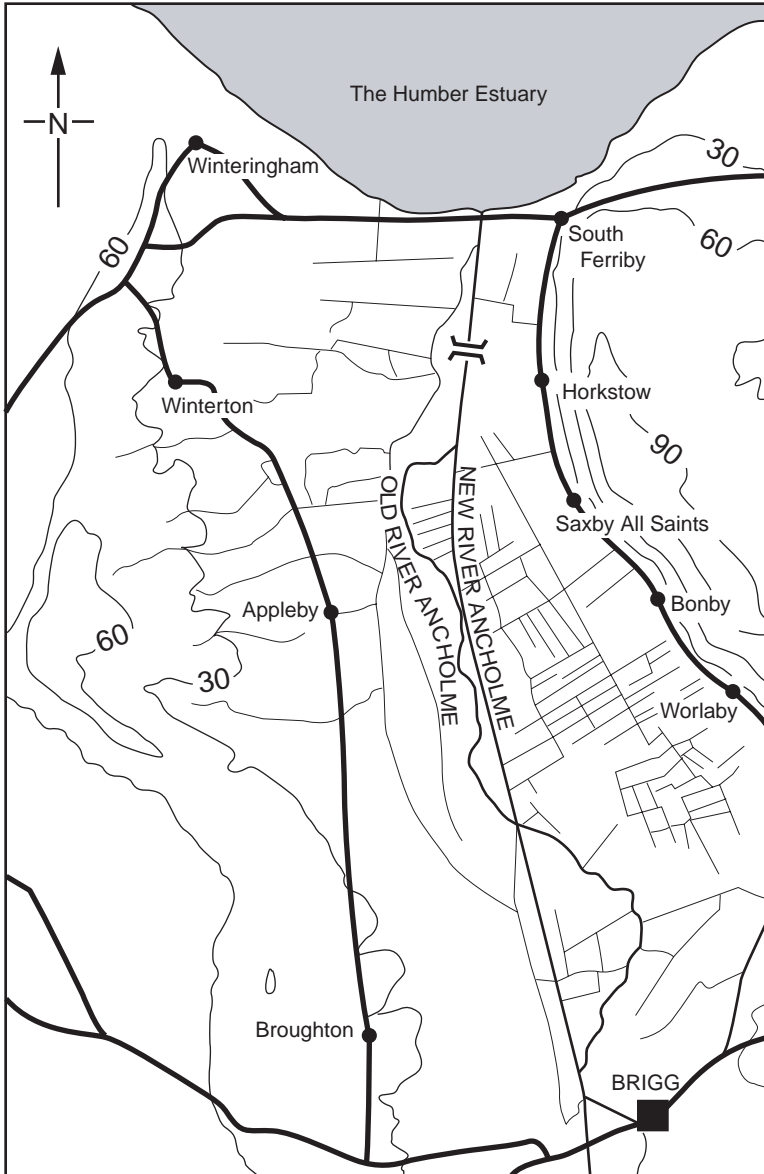 The Humber Estuary
N
Winteringham
30
60
South
Ferriby
60
Winterton
Horkstow
90
OLD RIVER ANCHOLME
NEW RIVER ANCHOLME
Saxby All Saints
Appleby
Bonby
60
30
Worlaby
Broughton
BRIGG